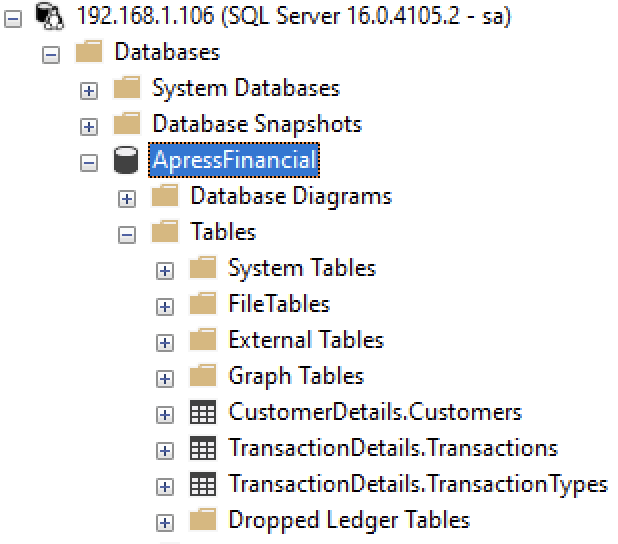 192.168.1.106 (SQL Server 16.0.4105.2 - sa)
Databases
System Databases
Database Snapshots
ApressFinancial
Database Diagrams
Tables
System Tables
FileTables
External Tables
Graph Tables
CustomerDetails.Customers
TransactionDetails.Transactions
TransactionDetails.TransactionTypes
Dropped Ledger Tables